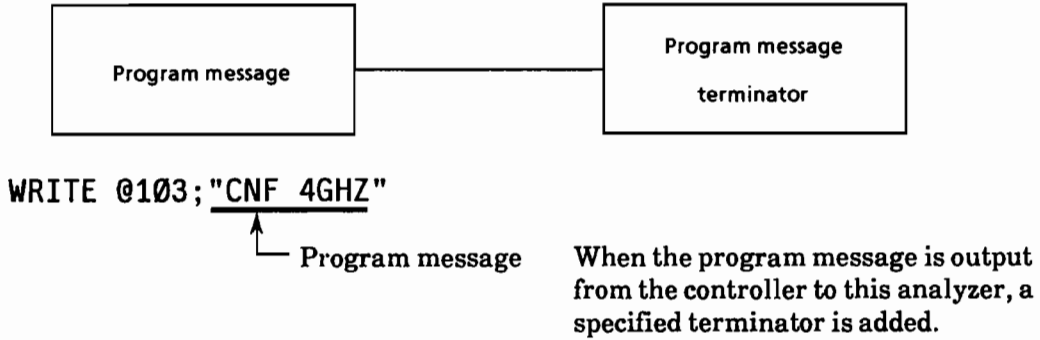 Program message
Program message
terminator
WRITE @1Ø3;"CNF 4GHZ"
Program message
When the program message is output
from the controller to this analyzer, a
specified terminator is added.